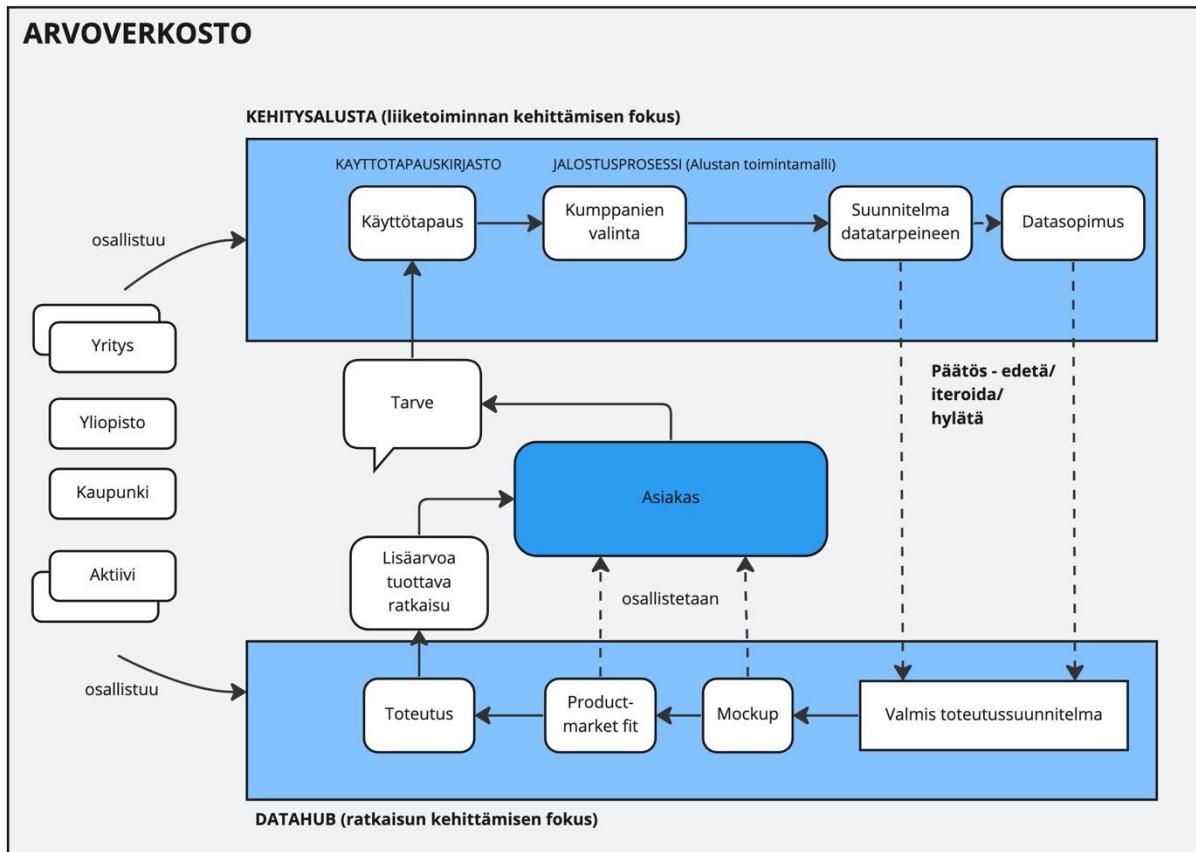 ARVOVERKOSTO
KEHITYSALUSTA (liiketoiminnan kehittämisen fokus)
KAYTTOTAPAUSKIRJASTO
JALOSTUSPROSESSI (Alustan toimintamalli)
Käyttötapaus
Kumppanien
valinta
Suunnitelma
datatarpeineen
Datasopimus
osallistuu
Yritys
Yliopisto
Kaupunki
Aktiivi
osallistuu
Tarve
Päätös - edetä/
iteroida/
hylätä
Asiakas
Lisäarvoa
tuottava
ratkaisu
osallistetaan
Toteutus
Product-
market fit
Mockup
Valmis toteutussuunnitelma
DATAHUB (ratkaisun kehittämisen fokus)